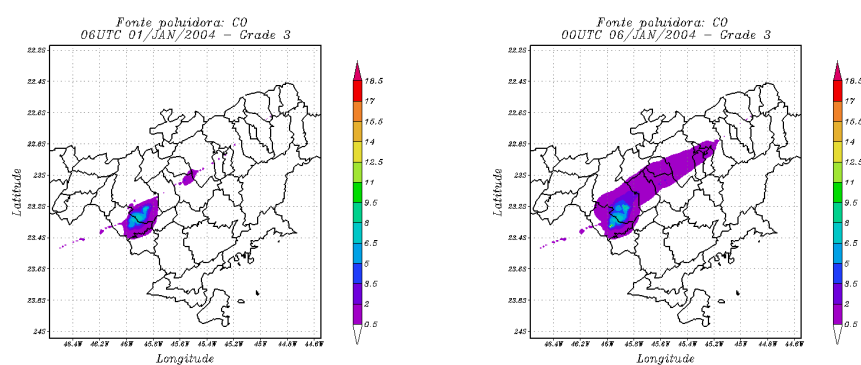 Fonte poluidora: CO
06UTC 01/JAN/2004 - Grade 3
Latitude
22.2S
22.4S
22.6S
22.8S
23S
23.2S
23.4S
23.6S
23.8S
24S
46.4W 46.2W 46W 45.8W 45.6W 45.4W 45.2W 45W 44.8W 44.6W
Longitude
18.5
17
15.5
14
12.5
11
9.5
8
6.5
5
3.5
2
0.5
Fonte poluidora: CO
00UTC 06/JAN/2004 - Grade 3
Latitude
22.2S
22.4S
22.6S
22.8S
23S
23.2S
23.4S
23.6S
23.8S
24S
46.4W 46.2W 46W 45.8W 45.6W 45.4W 45.2W 45W 44.8W 44.6W
Longitude
18.5
17
15.5
14
12.5
11
9.5
8
6.5
5
3.5
2
0.5